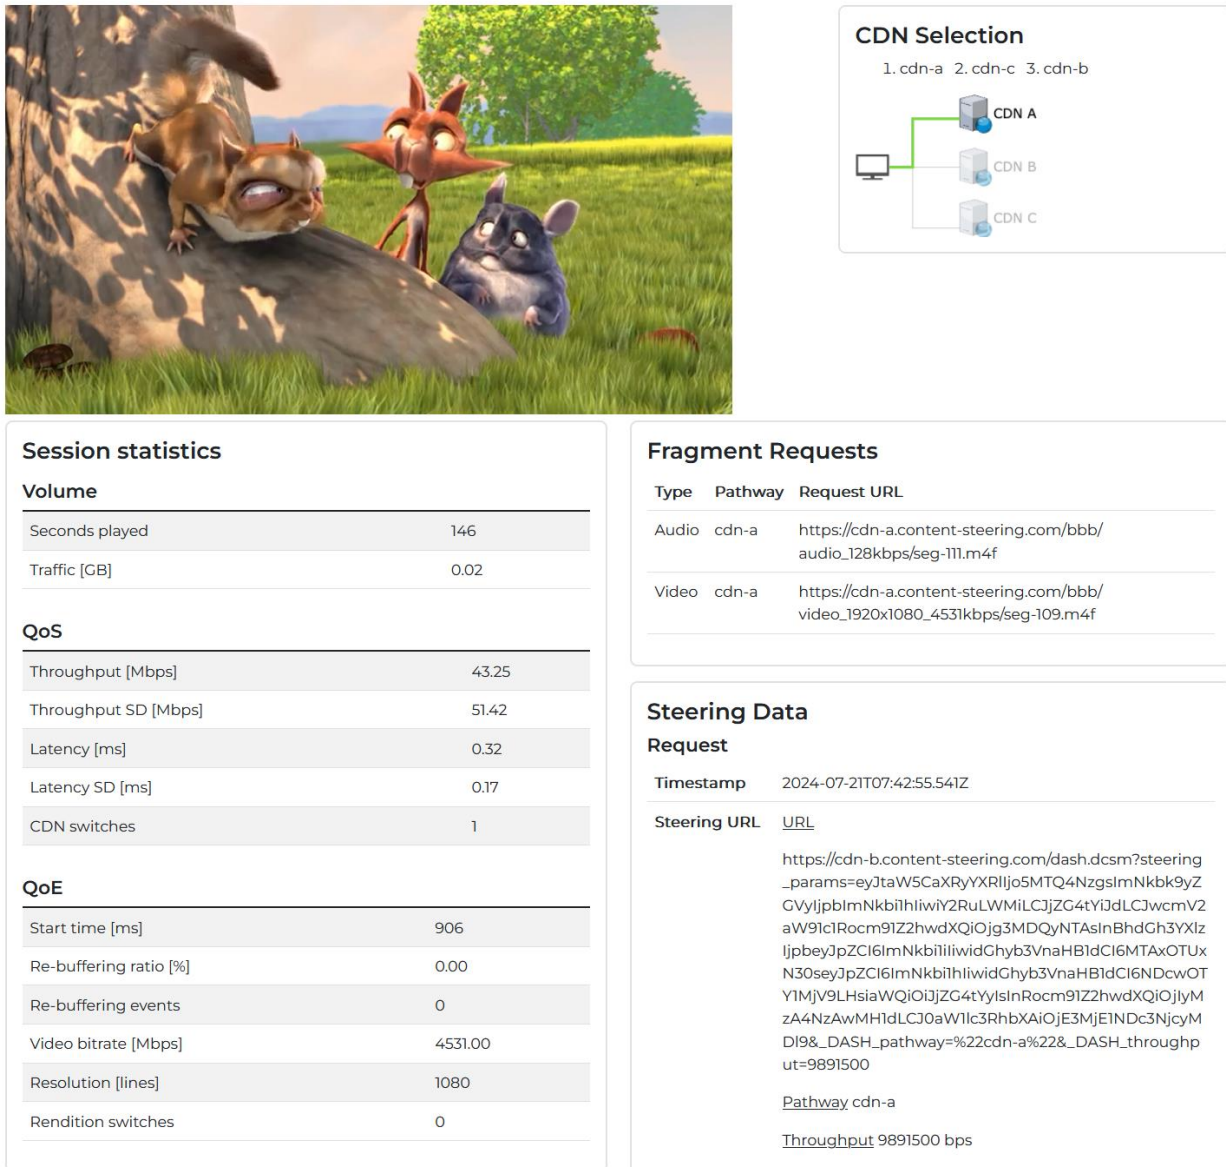 CDN Selection
1. cdn-a 2. cdn-c 3. cdn-b
CDN A
CDN B
CDN C
Session statistics
Volume
Seconds played 146
Traffic [GB] 0.02
QoS
Throughput [Mbps] 43.25
Throughput SD [Mbps] 51.42
Latency [ms] 0.32
Latency SD [ms] 0.17
CDN switches 1
QoE
Start time [ms] 906
Re-buffering ratio [%] 0.00
Re-buffering events 0
Video bitrate [Mbps] 4531.00
Resolution [lines] 1080
Rendition switches 0
Fragment Requests
Type Pathway Request URL
Audio cdn-a https://cdn-a.content-steering.com/bbb/
audio_128kbps/seg-111.m4f
Video cdn-a https://cdn-a.content-steering.com/bbb/
video_1920x1080_4531kbps/seg-109.m4f
Steering Data
Request
Timestamp 2024-07-21T07:42:55.541Z
Steering URL URL
https://cdn-b.content-steering.com/dash.dcsm?steering
_params=eyJtaW5CaXRyYXRlIjo5MTQ4NzgsImNkbk9yZ
GVyIjpbImNkbi1hIiwiY2RuLWMiLCJjZG4tYiJdLCJwcmV2
aW91c1Rocm91Z2hwdXQiOjg3MDQyNTAsInBhdGh3YXlz
IjpbeyJpZCI6ImNkbi1iIiwidGhyb3VnaHB1dCI6MTAxOTUx
N30seyJpZCI6ImNkbi1hIiwidGhyb3VnaHB1dCI6NDcwOT
Y1MjV9LHsiaWQiOiJjZG4tYyIsInRocm91Z2hwdXQiOjIyM
zA4NzAwMH1dLCJ0aW1lc3RhbXAiOjE3MjE1NDc3NjcyM
Dl9&_DASH_pathway=%22cdn-a%22&_DASH_throughp
ut=9891500
Pathway cdn-a
Throughput 9891500 bps